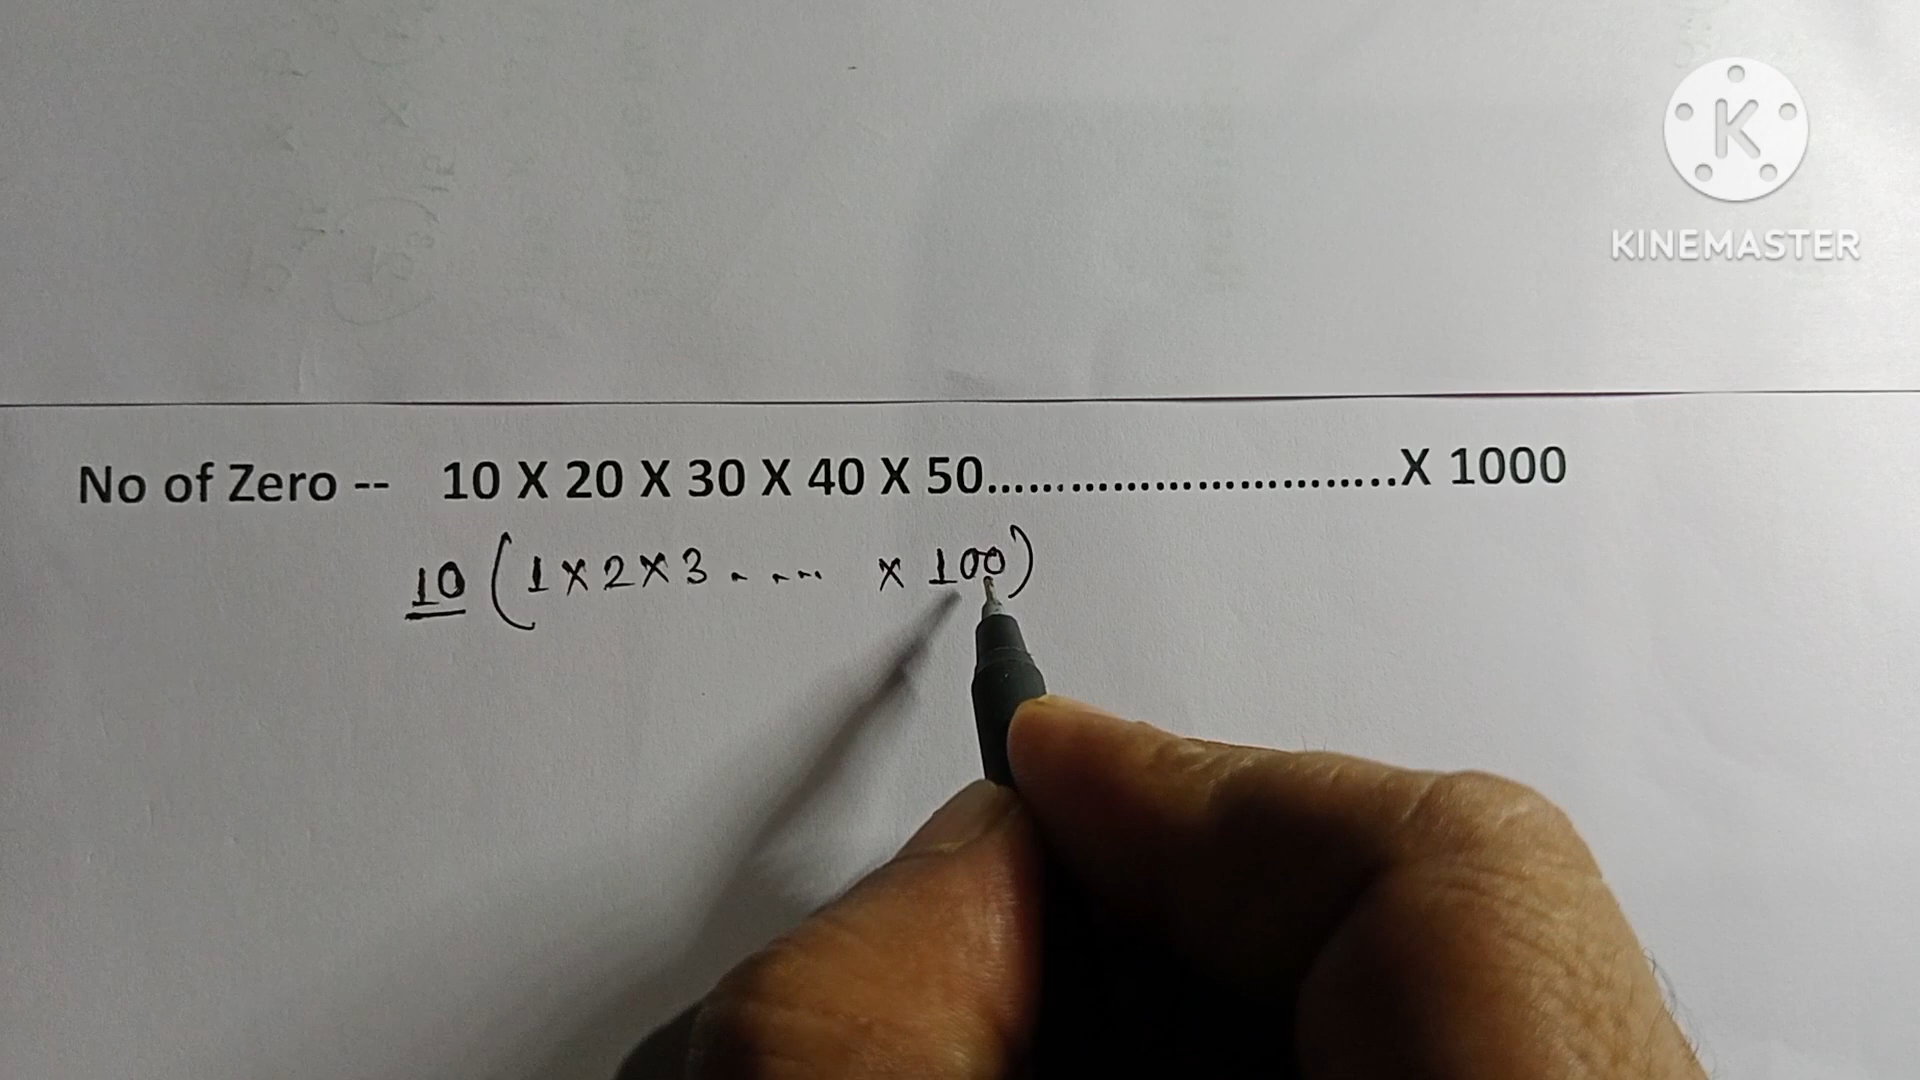 KINEMASTER
No of Zero -- 10 X 20 X 30 X 40 X 50.................................X 1000
10 (1 x 2 x 3 . . . . . x 100)